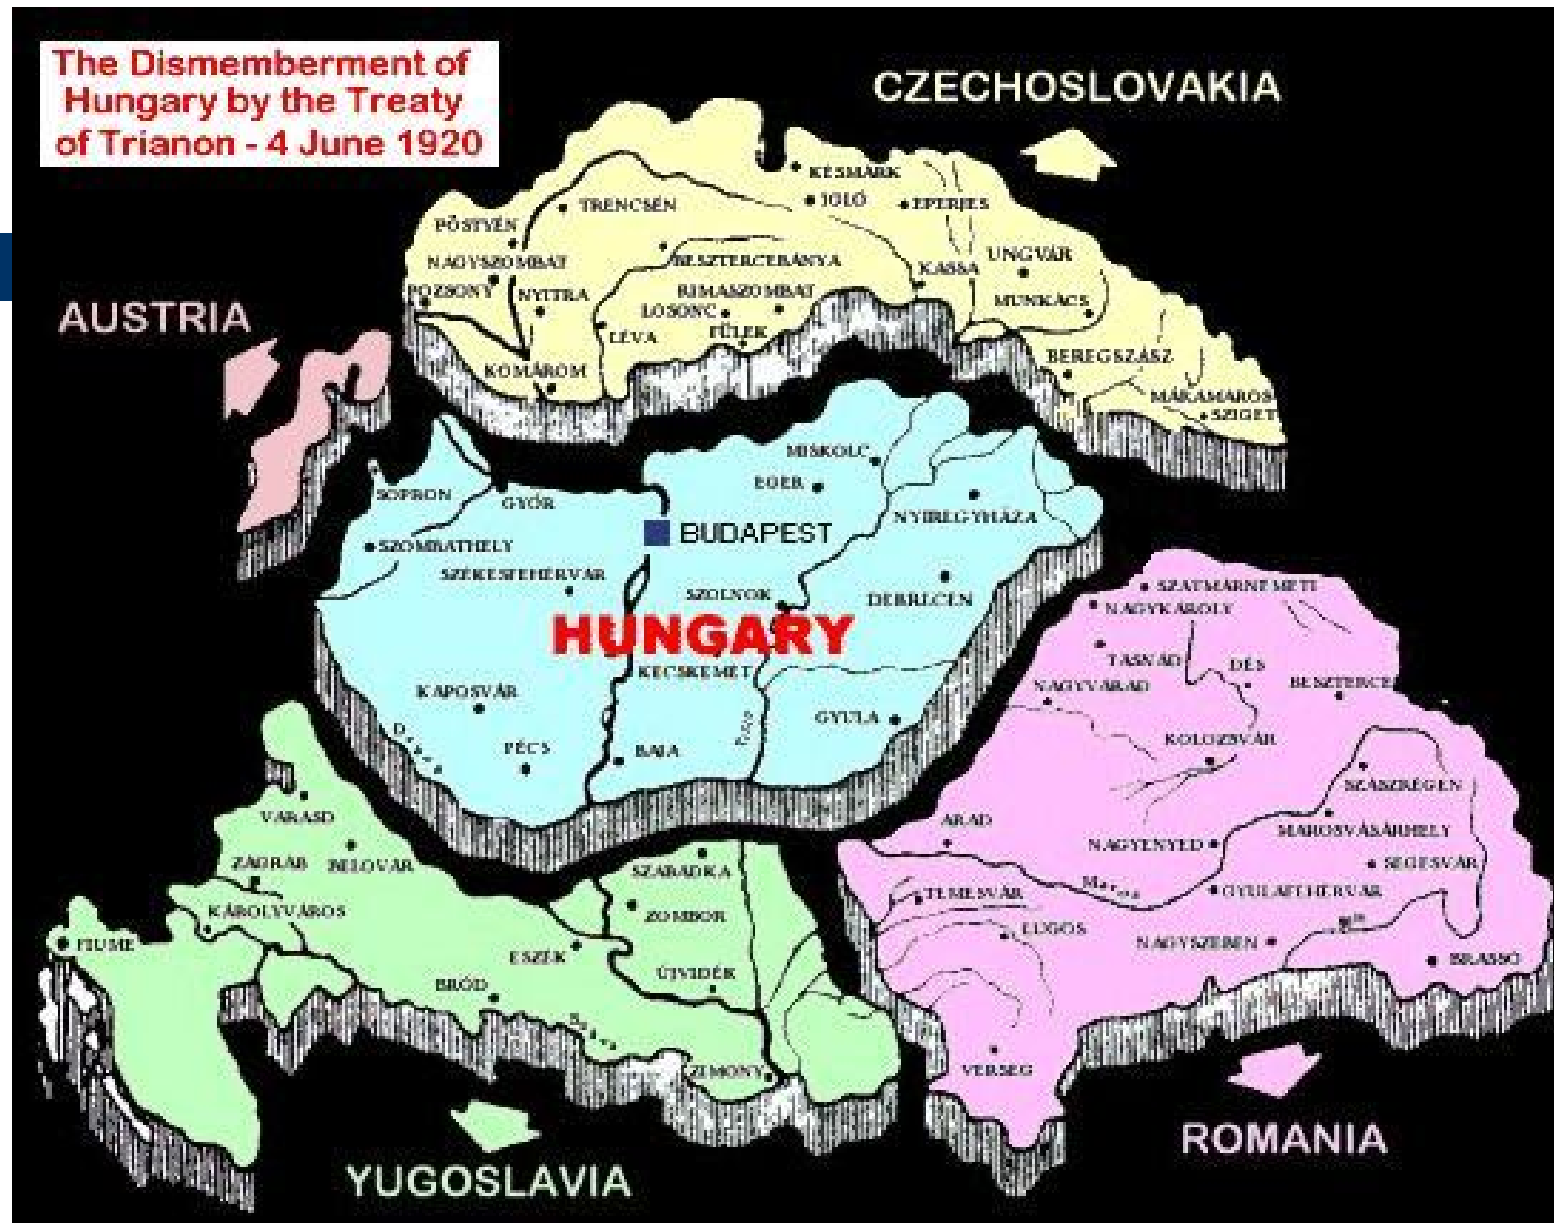 The Dismemberment of
Hungary by the Treaty
of Trianon - 4 June 1920
CZECHOSLOVAKIA
KÉSMÁRK
IGLÓ
EPERJES
TRENCSÉN
PÖSTYÉN
NAGYSZOMBAT
BESZTERCEBÁNYA
UNGVÁR
KASSA
POZSONY
NYITRA
RIMASZOMBAT
LOSONC
MUNKÁCS
LÉVA
FÜLEK
KOMÁROM
BEREGSZÁSZ
MÁRAMAROS
SZIGET
AUSTRIA
MISKOLC
EGER
SOPRON
GYŐR
NYIREGYHÁZA
BUDAPEST
SZOMBATHELY
SZÉKESFEHÉRVÁR
SZOLNOK
DEBRECEN
HUNGARY
KECSKEMÉT
KAPOSVÁR
GYULA
PÉCS
BAJA
SZATMÁRNÉMETI
NAGYKÁROLY
TASNÁD
DÉS
NAGYVÁRAD
BESZTERCE
KOLOZSVÁR
SZÁSZRÉGEN
ARAD
MAROSVÁSÁRHELY
NAGYENYED
SEGESVÁR
TEMESVÁR
Maros
GYULAFEHÉRVÁR
LUGOS
NAGYSZEBEN
BRASSÓ
VERSEG
ROMANIA
VARASD
ZÁGRÁB
BELOVÁR
SZABADKA
KÁROLYVÁROS
ZOMBOR
FIUME
ESZÉK
ÚJVIDÉK
BRÓD
ZIMONY
YUGOSLAVIA